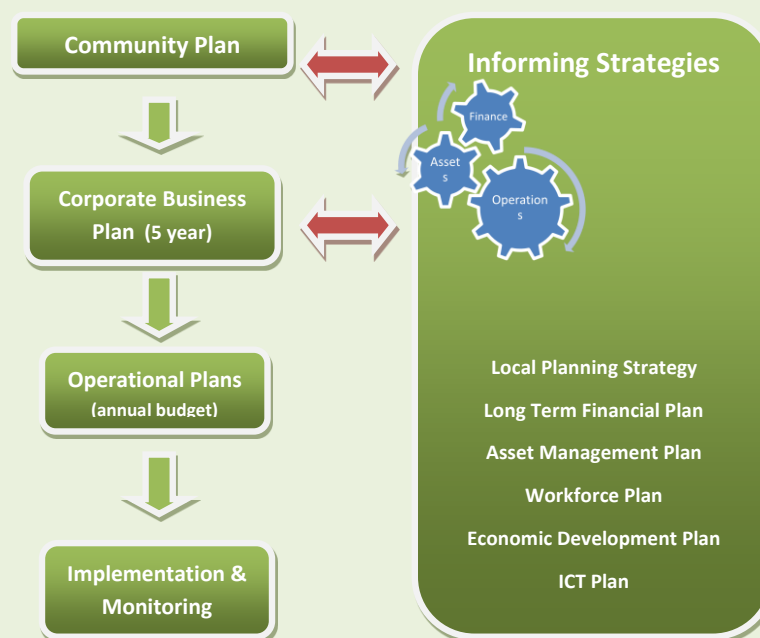 Community Plan
Corporate Business
Plan (5 year)
Operational Plans
(annual budget)
Implementation &
Monitoring
Informing Strategies
Finance
Asset
s
Operation
s
Local Planning Strategy
Long Term Financial Plan
Asset Management Plan
Workforce Plan
Economic Development Plan
ICT Plan